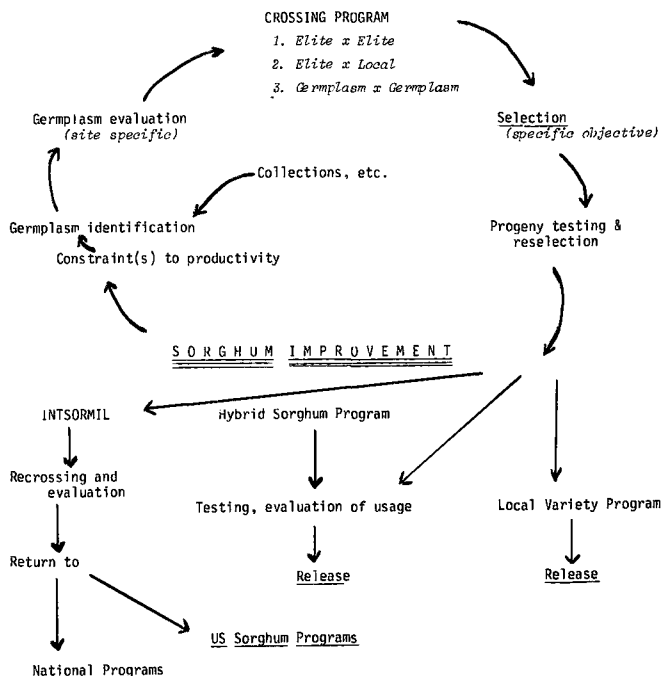 CROSSING PROGRAM
1. Elite x Elite
2. Elite x Local
3. Germplasm x Germplasm
Germplasm evaluation
(site specific)
Selection
(specific objective)
Collections, etc.
Germplasm identification
Constraint(s) to productivity
Progeny testing &
reselection
SORGHUM IMPROVEMENT
INTSORMIL
Hybrid Sorghum Program
Recrossing and
evaluation
Testing, evaluation of usage
Local Variety Program
Return to
Release
Release
US Sorghum Programs
National Programs